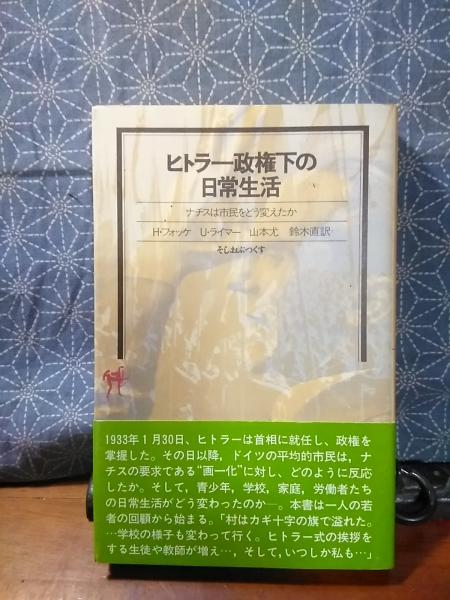 ヒトラー政権下の
日常生活
ナチスは市民をどう変えたか
H・フォッケ U・ライマー 山本尤 鈴木直訳
そしおぶっくす
1933年1月30日、ヒトラーは首相に就任し、政権を
掌握した。その日以降，ドイツの平均的市民は，ナ
チスの要求である“画一化”に対し、どのように反応
したか。そして，青少年，学校，家庭，労働者たち
の日常生活がどう変わったのか―。本書は一人の若
者の回顧から始まる。「村はカギ十字の旗で溢れた。
…学校の様子も変わって行く。ヒトラー式の挨拶を
する生徒や教師が増え…，そして，いつしか私も…」